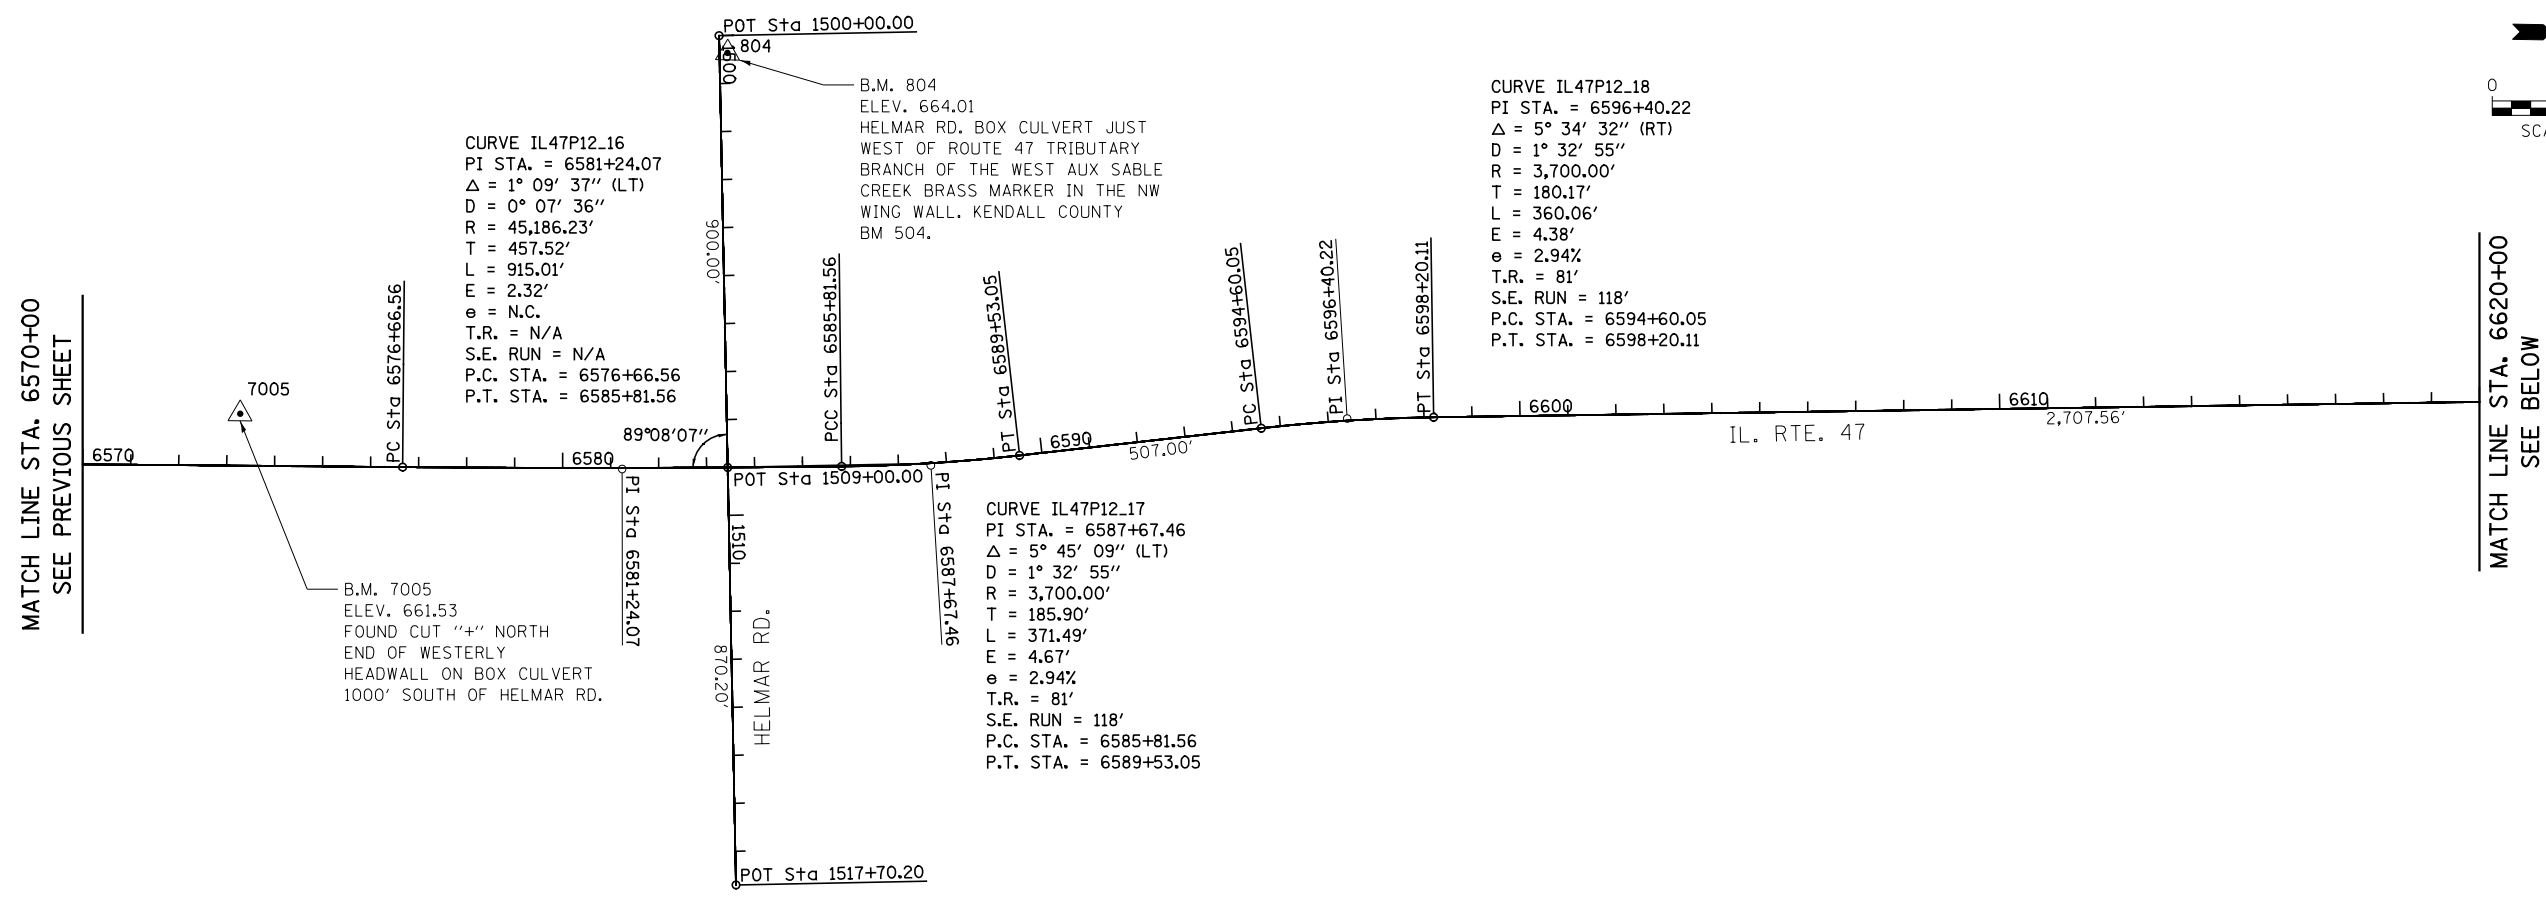 POT Sta 1500+00.00
804
1500
B.M. 804
ELEV. 664.01
HELMAR RD. BOX CULVERT JUST
WEST OF ROUTE 47 TRIBUTARY
BRANCH OF THE WEST AUX SABLE
CREEK BRASS MARKER IN THE NW
WING WALL. KENDALL COUNTY
BM 504.
CURVE IL47P12_18
PI STA. = 6596+40.22
Δ = 5° 34' 32" (RT)
D = 1° 32' 55"
R = 3,700.00'
T = 180.17'
L = 360.06'
E = 4.38'
e = 2.94%
T.R. = 81'
S.E. RUN = 118'
P.C. STA. = 6594+60.05
P.T. STA. = 6598+20.11
0
CURVE IL47P12_16
PI STA. = 6581+24.07
Δ = 1° 09' 37" (LT)
D = 0° 07' 36"
R = 45,186.23'
T = 457.52'
L = 915.01'
E = 2.32'
e = N.C.
T.R. = N/A
S.E. RUN = N/A
P.C. STA. = 6576+66.56
P.T. STA. = 6585+81.56
900.00'
MATCH LINE STA. 6570+00
SEE PREVIOUS SHEET
7005
PC Sta 6576+66.56
PCC Sta 6585+81.56
PT Sta 6589+53.05
PC Sta 6594+60.05
PI Sta 6596+40.22
PT Sta 6598+20.11
MATCH LINE STA. 6620+00
SEE BELOW
89°08'07"
6570
6580
6590
507.00'
6600
6610
2,707.56'
IL. RTE. 47
POT Sta 1509+00.00
PI Sta 6581+24.07
PI Sta 6587+67.46
1510
CURVE IL47P12_17
PI STA. = 6587+67.46
Δ = 5° 45' 09" (LT)
D = 1° 32' 55"
R = 3,700.00'
T = 185.90'
L = 371.49'
E = 4.67'
e = 2.94%
T.R. = 81'
S.E. RUN = 118'
P.C. STA. = 6585+81.56
P.T. STA. = 6589+53.05
B.M. 7005
ELEV. 661.53
FOUND CUT "+" NORTH
END OF WESTERLY
HEADWALL ON BOX CULVERT
1000' SOUTH OF HELMAR RD.
870.20'
HELMAR RD.
POT Sta 1517+70.20